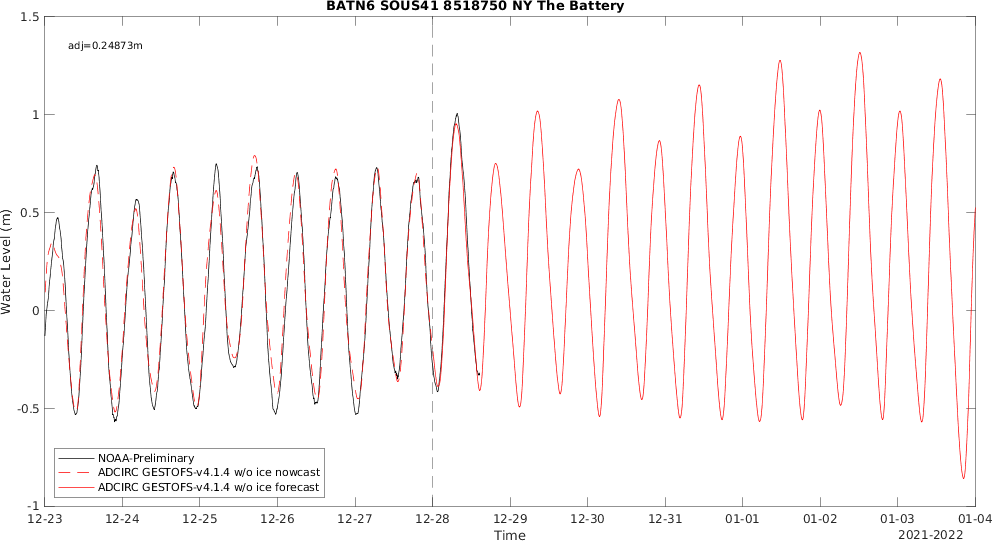 BATN6 SOUS41 8518750 NY The Battery
adj=0.24873m
1.5
1
0.5
0
-0.5
-1
Water Level (m)
NOAA-Preliminary
ADCIRC GESTOFS-v4.1.4 w/o ice nowcast
ADCIRC GESTOFS-v4.1.4 w/o ice forecast
12-23 12-24 12-25 12-26 12-27 12-28 12-29 12-30 12-31 01-01 01-02 01-03 01-04
Time
2021-2022